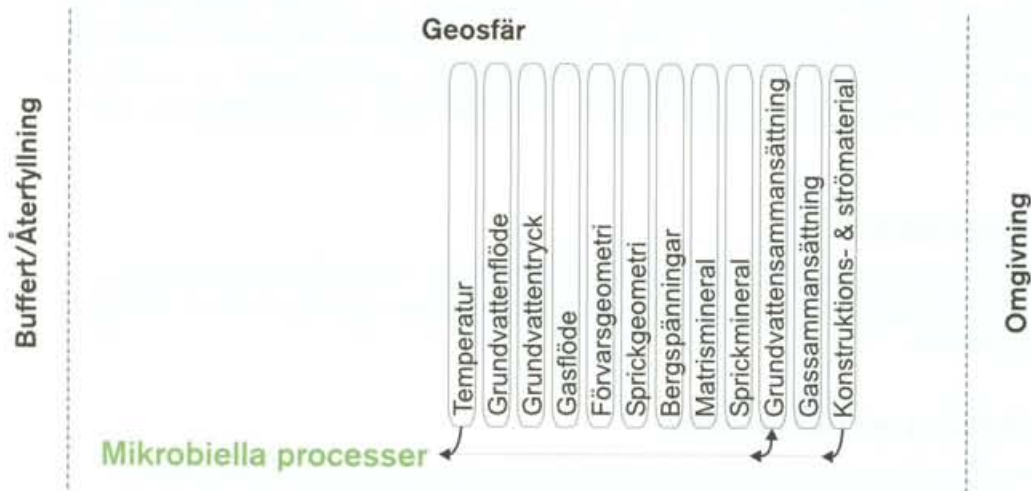 Geosfär
Buffert/Återfyllning
Temperatur
Grundvattenflöde
Grundvattentryck
Gasflöde
Förvarsgeometri
Sprickgeometri
Bergspänningar
Matrismineral
Sprickmineral
Grundvattensammansättning
Gassammansättning
Konstruktions- & strömaterial
Omgivning
Mikrobiella processer